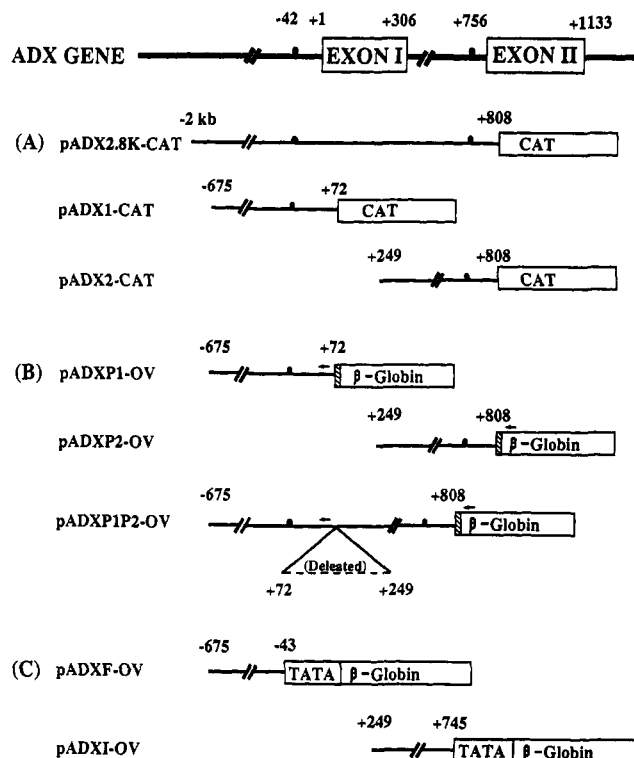 -42 +1 +306 +756 +1133
ADX GENE EXON I EXON II
-2 kb +808
(A) pADX2.8K-CAT CAT
-675 +72
pADX1-CAT CAT
+249 +808
pADX2-CAT CAT
-675 +72
(B) pADXP1-OV β-Globin
+249 +808
pADXP2-OV β-Globin
-675 +808
pADXP1P2-OV β-Globin
(Deleated)
+72 +249
-675 -43
(C) pADXF-OV TATA β-Globin
+249 +745
pADXI-OV TATA β-Globin